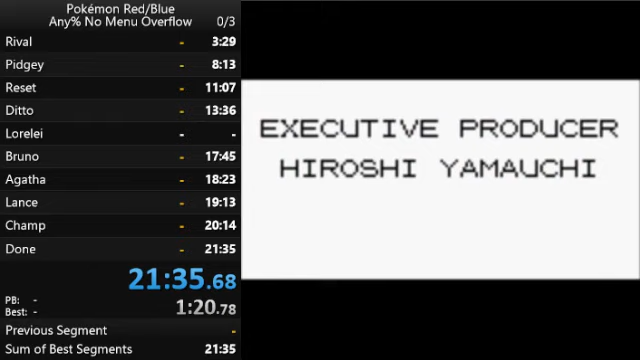 Pokémon Red/Blue
Any% No Menu Overflow 0/3
Rival - 3:29
Pidgey - 8:13
Reset - 11:07
Ditto - 13:36
Lorelei - -
Bruno - 17:45
Agatha - 18:23
Lance - 19:13
Champ - 20:14
Done - 21:35
21:35.68
PB: -
Best: - 1:20.78
Previous Segment -
Sum of Best Segments 21:35
EXECUTIVE PRODUCER
HIROSHI YAMAUCHI